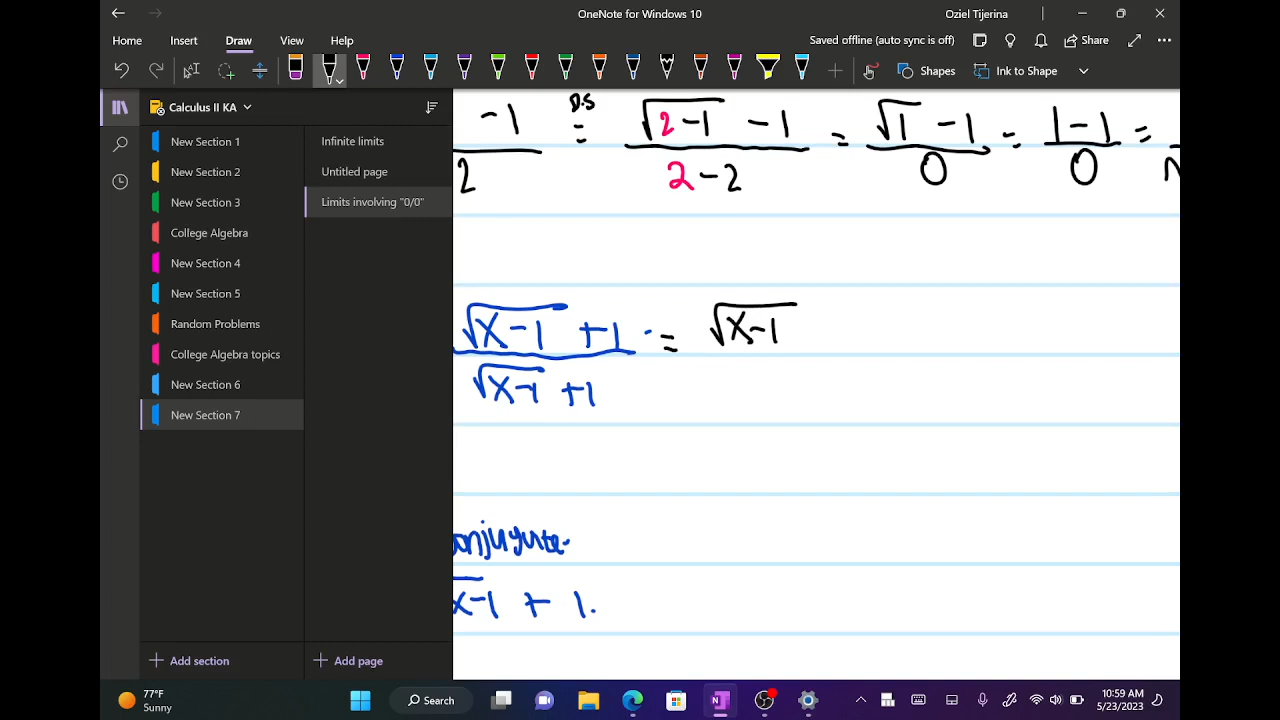 OneNote for Windows 10
Oziel Tijerina
Home Insert Draw View Help
Saved offline (auto sync is off)
Share
Shapes
Ink to Shape
Calculus II KA
New Section 1
New Section 2
New Section 3
College Algebra
New Section 4
New Section 5
Random Problems
College Algebra topics
New Section 6
New Section 7
Infinite limits
Untitled page
Limits involving "0/0"
-1 / 2 D.S = (√(2-1) - 1) / (2-2) = (√1 - 1) / 0 = (1-1) / 0 =
(√(x-1) + 1) / (√(x-1) + 1) = √(x-1)
onjugate
x-1 + 1.
Add section
Add page
77°F
Sunny
Search
10:59 AM
5/23/2023